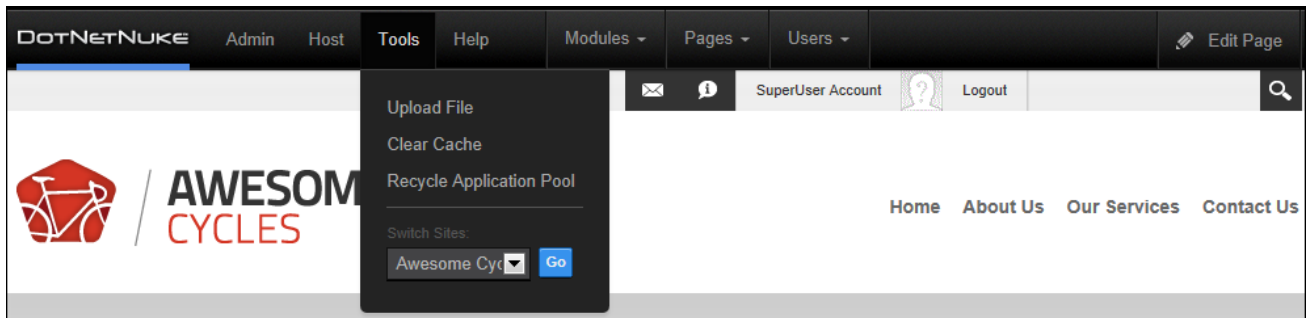 DotNetNuke Admin Host Tools Help Modules Pages Users Edit Page
SuperUser Account Logout
Upload File
Clear Cache
Recycle Application Pool
Switch Sites:
Awesome Cyc Go
AWESOM
CYCLES
Home About Us Our Services Contact Us